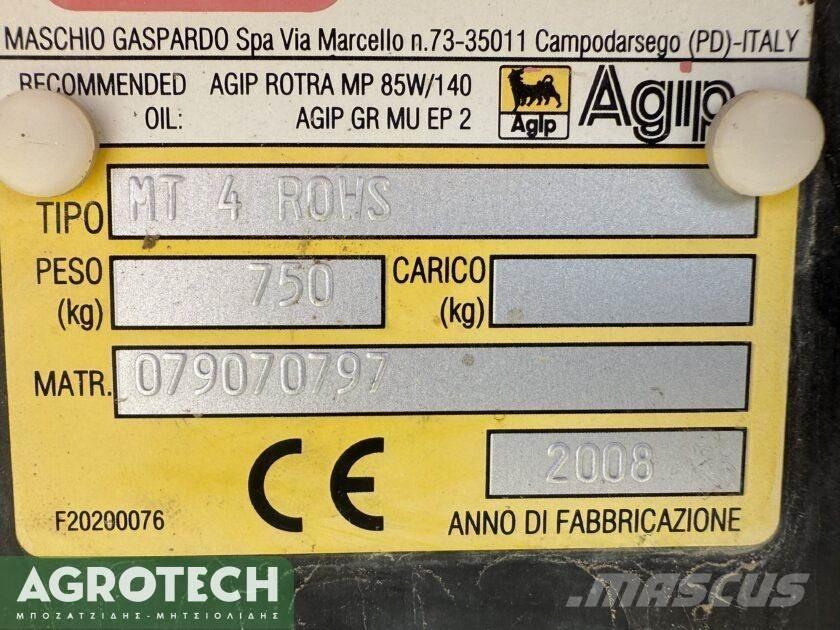 MASCHIO GASPARDO Spa Via Marcello n.73-35011 Campodarsego (PD)-ITALY
RECOMMENDED OIL: AGIP ROTRA MP 85W/140
AGIP GR MU EP 2
Agip
Agip
TIPO MT 4 ROWS
PESO (kg) 750
CARICO (kg)
MATR. 079070797
CE
2008
F20200076
ANNO DI FABBRICAZIONE
AGROTECH
ΜΠΟΖΑΤΖΙΔΗΣ-ΜΗΤΣΙΟΛΙΔΗΣ
MASCUS